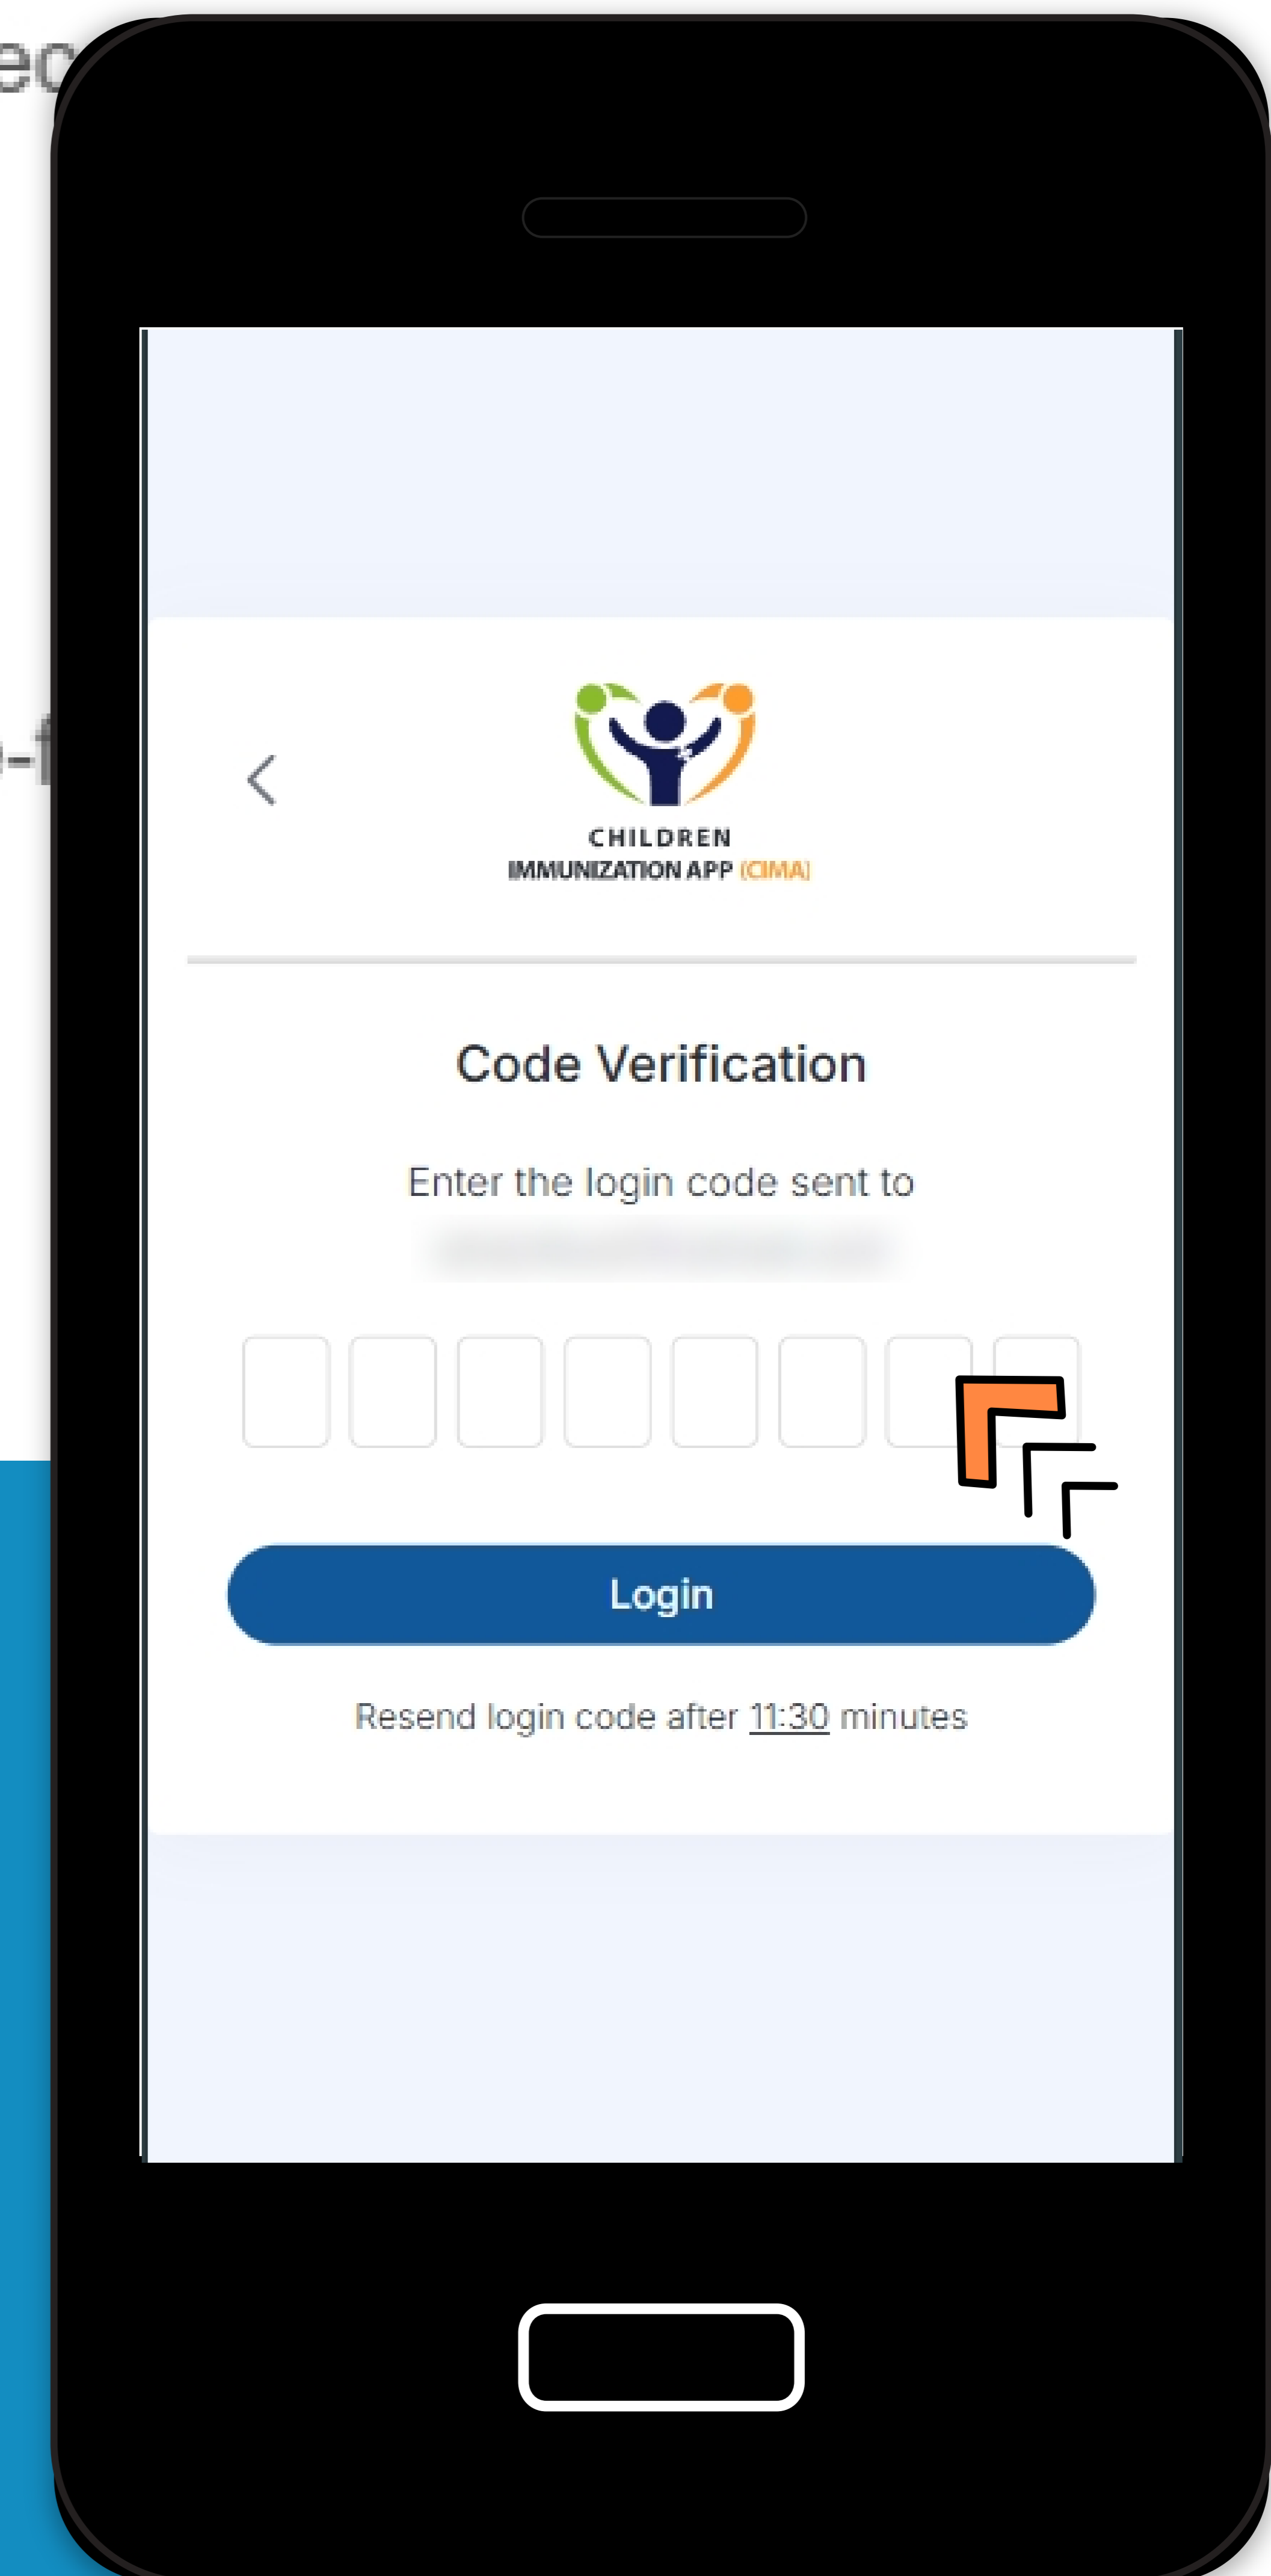 CHILDREN
IMMUNIZATION APP (CIMA)
Code Verification
Enter the login code sent to
Login
Resend login code after 11:30 minutes